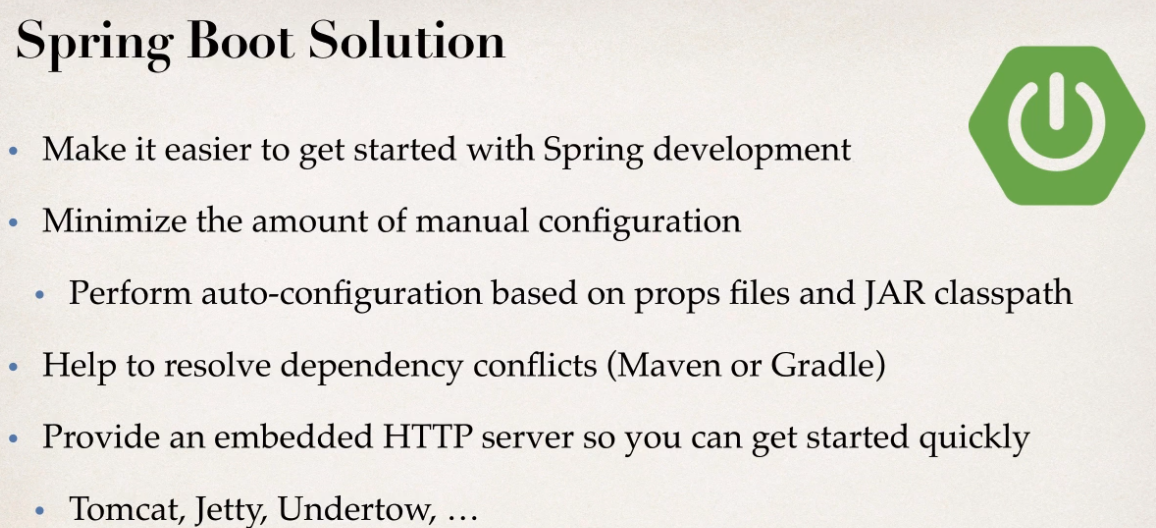 Spring Boot Solution
• Make it easier to get started with Spring development
• Minimize the amount of manual configuration
• Perform auto-configuration based on props files and JAR classpath
• Help to resolve dependency conflicts (Maven or Gradle)
• Provide an embedded HTTP server so you can get started quickly
• Tomcat, Jetty, Undertow, …